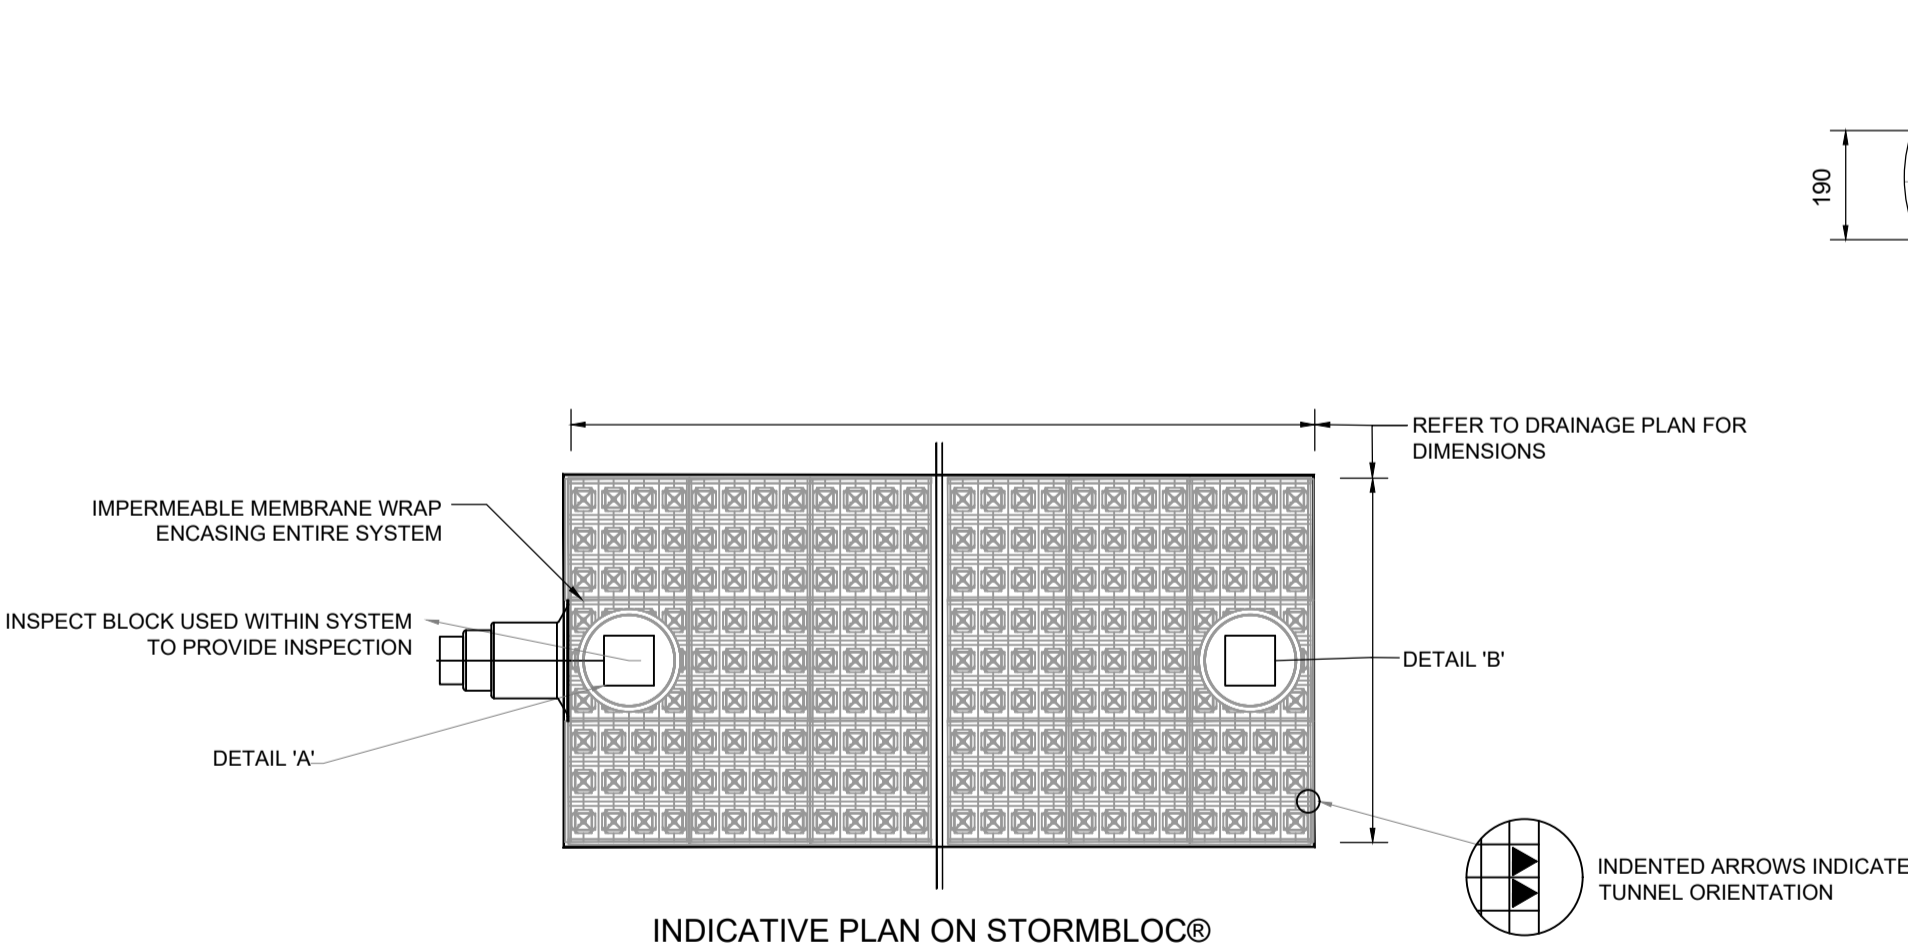 190
REFER TO DRAINAGE PLAN FOR
DIMENSIONS
IMPERMEABLE MEMBRANE WRAP
ENCASING ENTIRE SYSTEM
INSPECT BLOCK USED WITHIN SYSTEM
TO PROVIDE INSPECTION
DETAIL 'B'
DETAIL 'A'
INDENTED ARROWS INDICATE
TUNNEL ORIENTATION
INDICATIVE PLAN ON STORMBLOC®